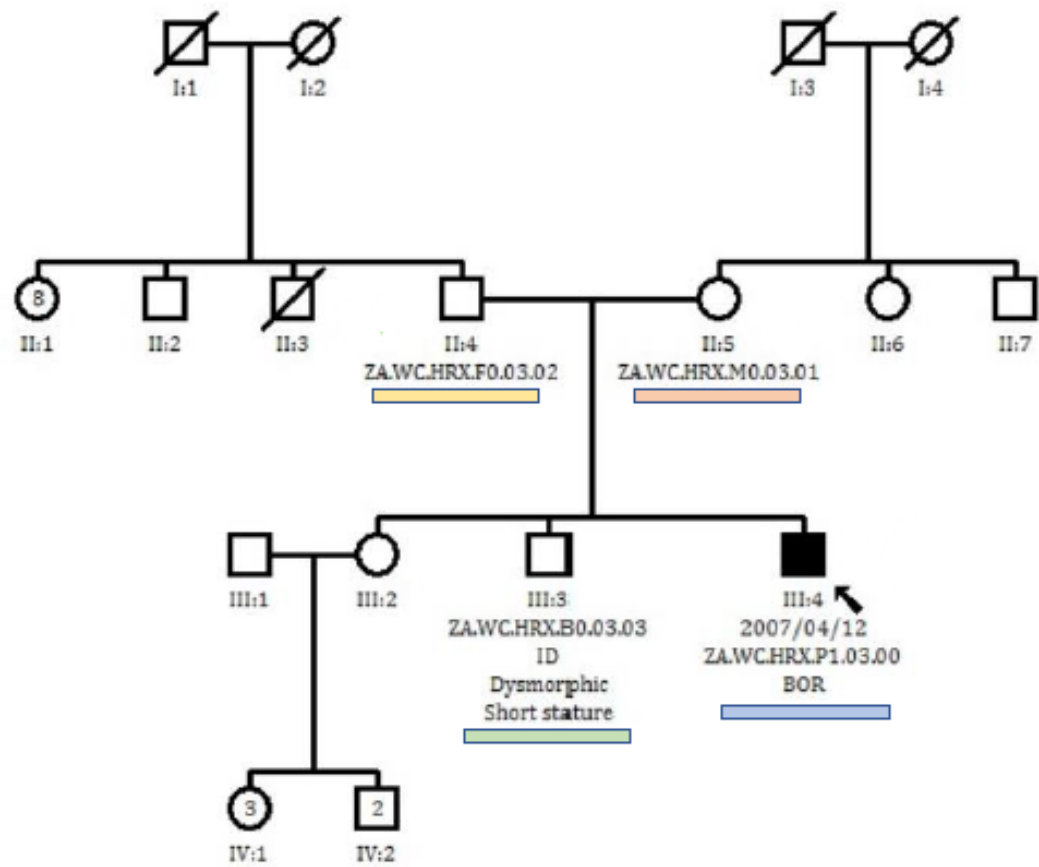 I:1
I:2
I:3
I:4
8
II:1
II:2
II:3
II:4
II:5
II:6
II:7
ZA.WC.HRX.F0.03.02
ZA.WC.HRX.M0.03.01
III:1
III:2
III:3
III:4
ZA.WC.HRX.B0.03.03
ID
Dysmorphic
Short stature
2007/04/12
ZA.WC.HRX.P1.03.00
BOR
3
2
IV:1
IV:2